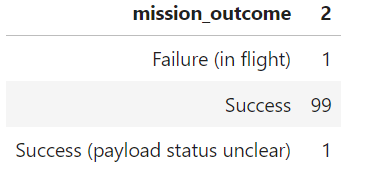 mission_outcome 2
Failure (in flight) 1
Success 99
Success (payload status unclear) 1